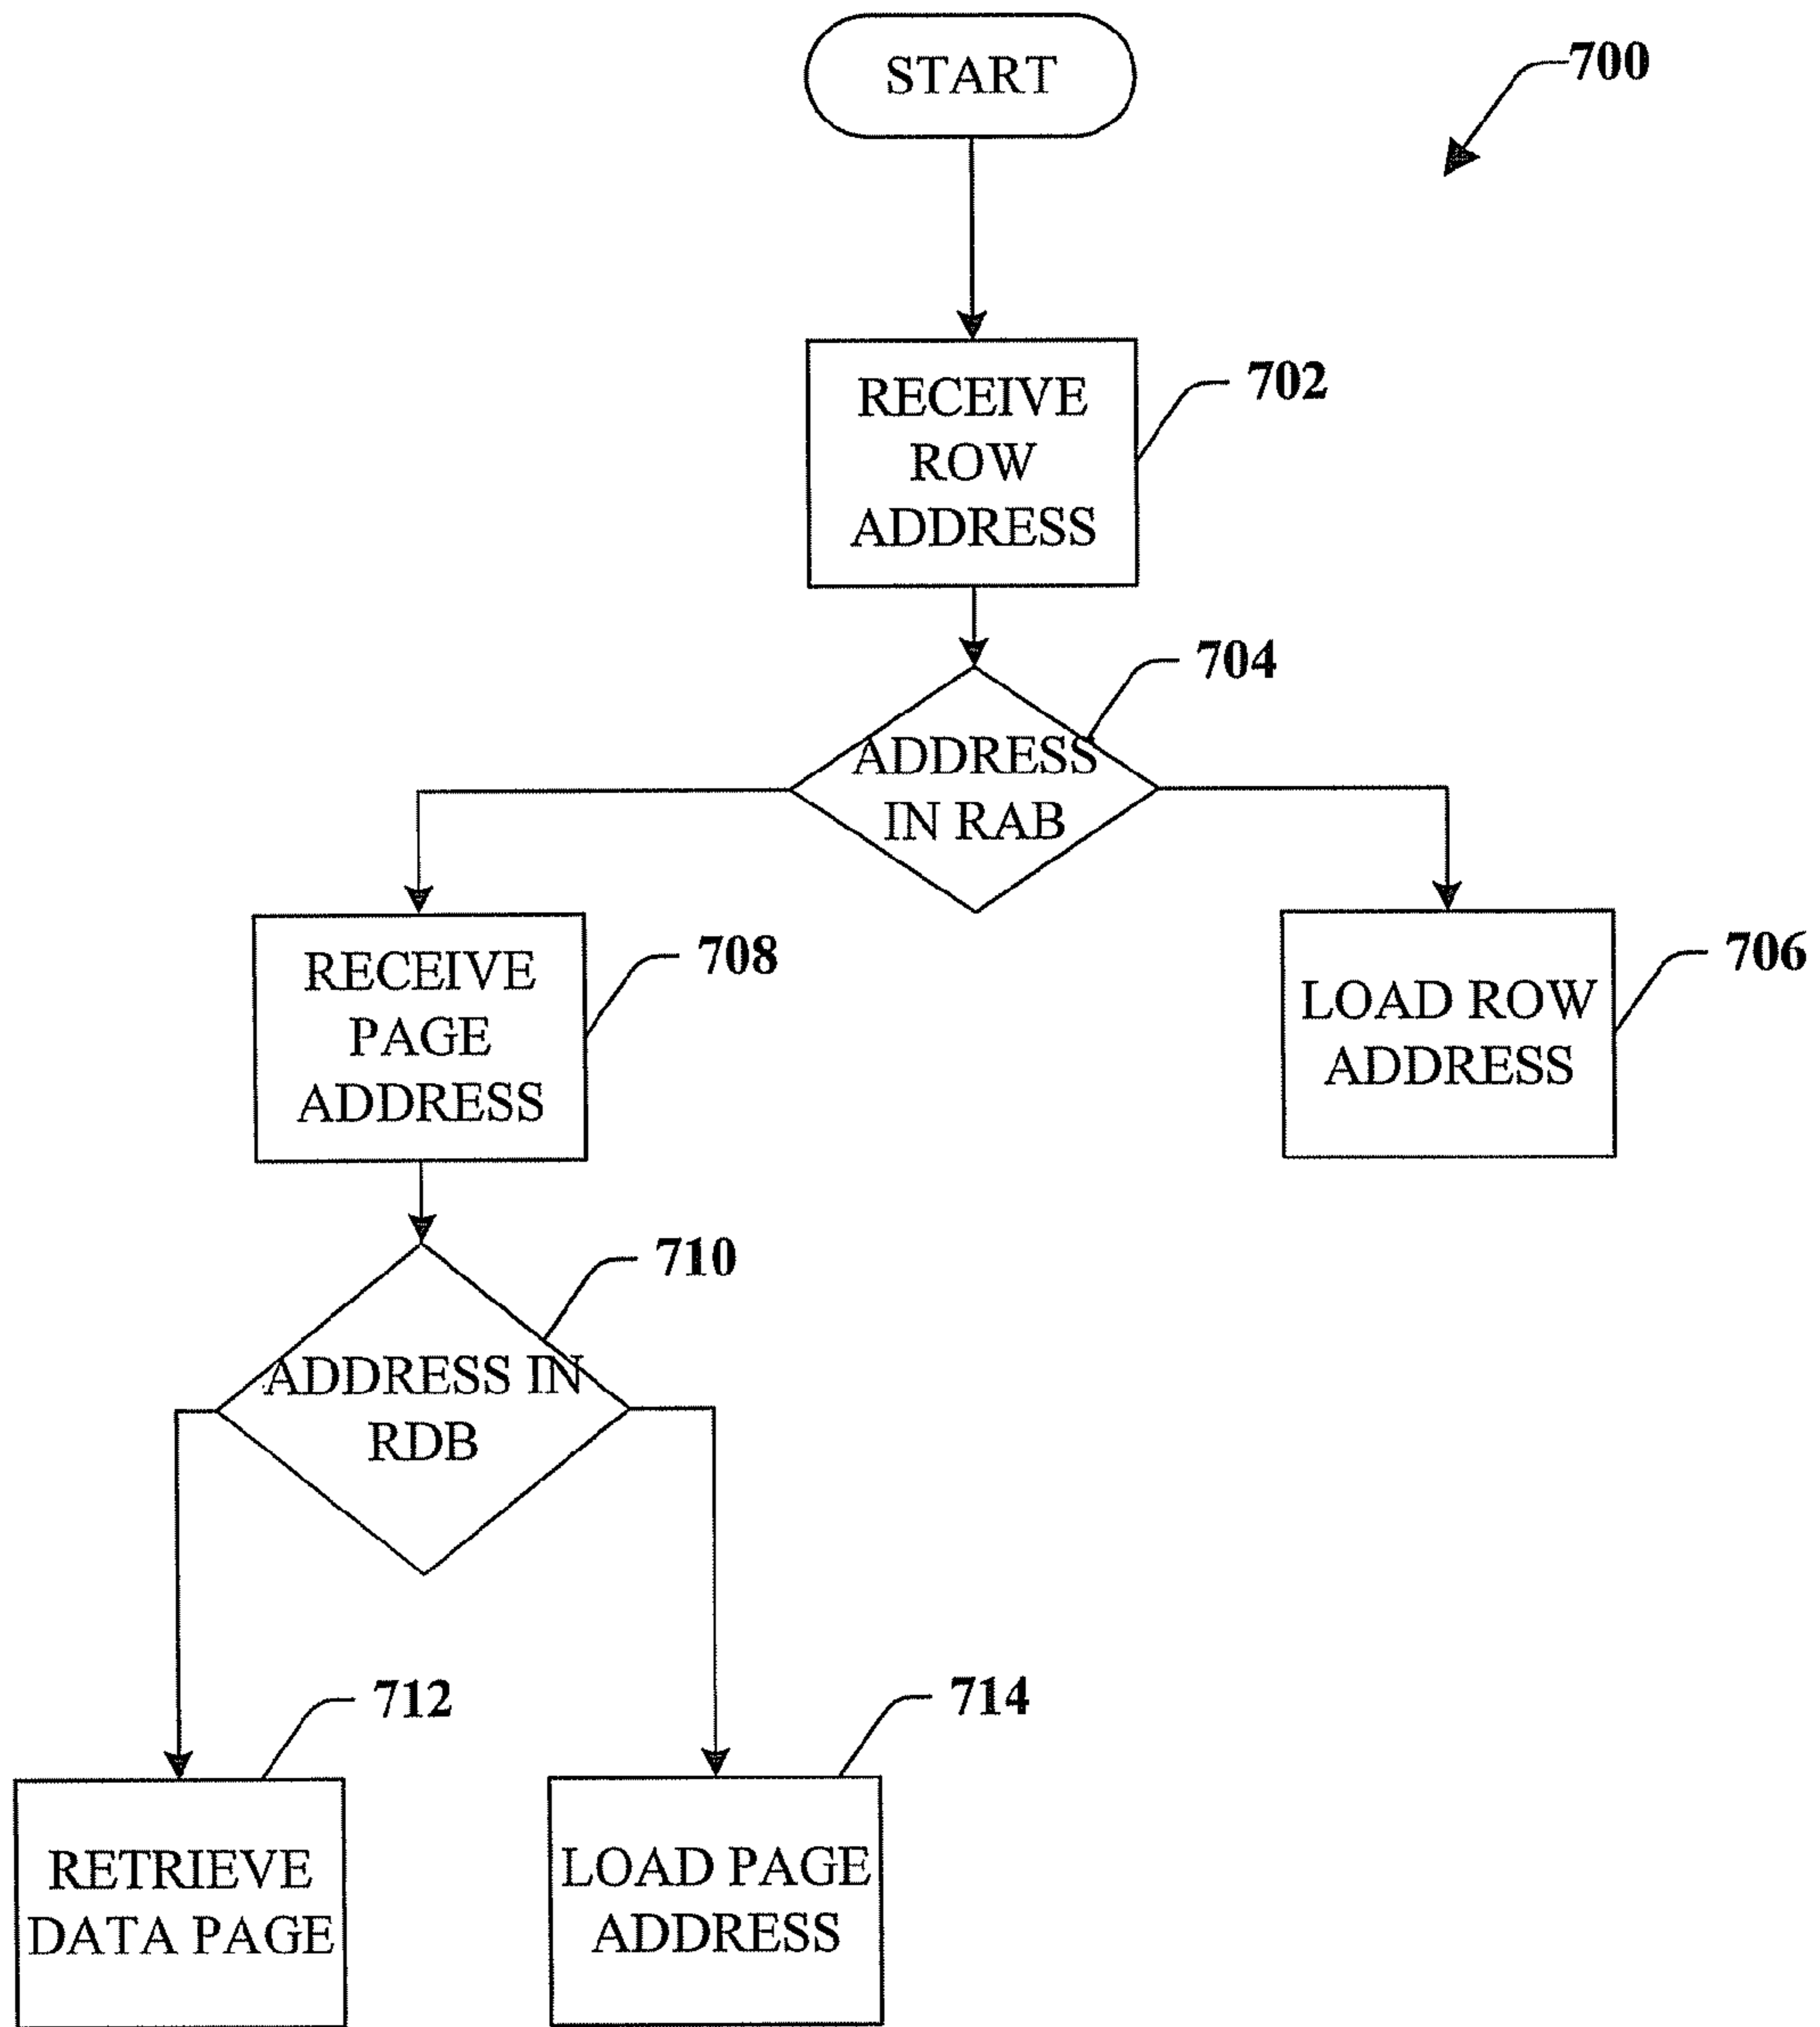 START
700
RECEIVE
ROW
ADDRESS
702
ADDRESS
IN RAB
704
RECEIVE
PAGE
ADDRESS
708
LOAD ROW
ADDRESS
706
ADDRESS IN
RDB
710
RETRIEVE
DATA PAGE
712
LOAD PAGE
ADDRESS
714